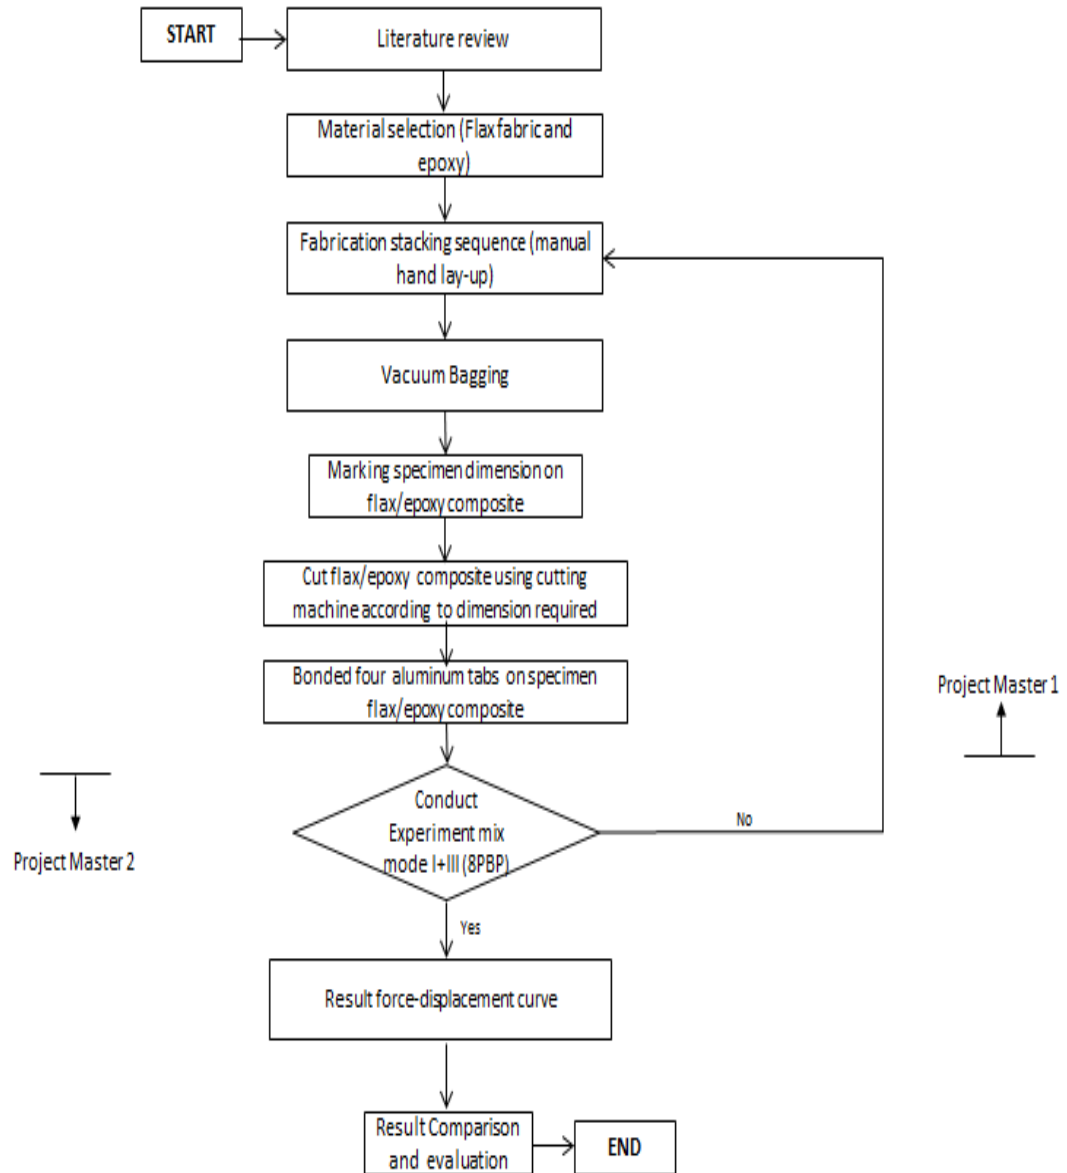 START
Literature review
Material selection (Flax fabric and
epoxy)
Fabrication stacking sequence (manual
hand lay-up)
Vacuum Bagging
Marking specimen dimension on
flax/epoxy composite
Cut flax/epoxy composite using cutting
machine according to dimension required
Bonded four aluminum tabs on specimen
flax/epoxy composite
Project Master 1
Conduct
Experiment mix
mode I+III (8PBP)
No
Project Master 2
Yes
Result force-displacement curve
Result Comparison
and evaluation
END